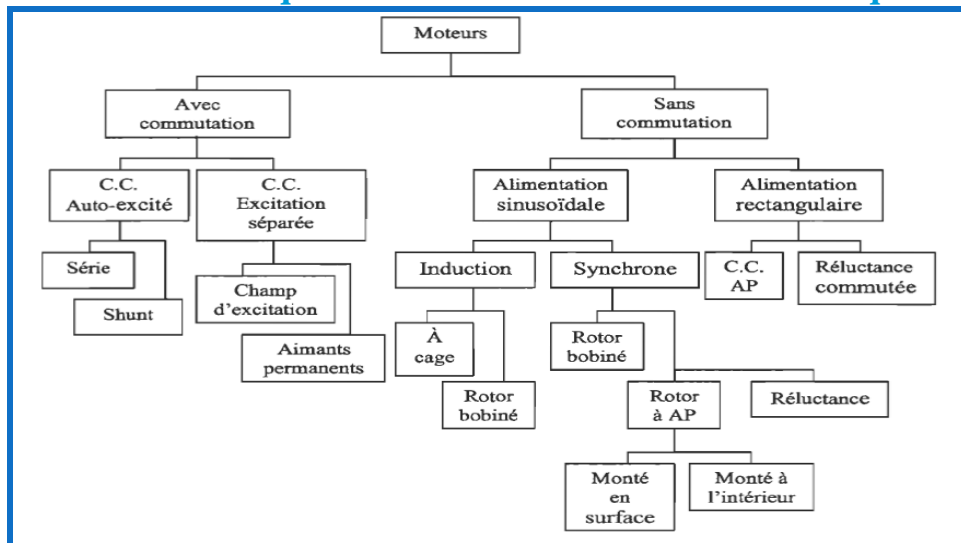 Moteurs
Avec
commutation
Sans
commutation
C.C.
Auto-excité
C.C.
Excitation
séparée
Alimentation
sinusoïdale
Alimentation
rectangulaire
Série
Shunt
Champ
d'excitation
Aimants
permanents
Induction
Synchrone
C.C.
AP
Réluctance
commutée
À
cage
Rotor
bobiné
Rotor
bobiné
Rotor
à AP
Réluctance
Monté
en
surface
Monté à
l'intérieur